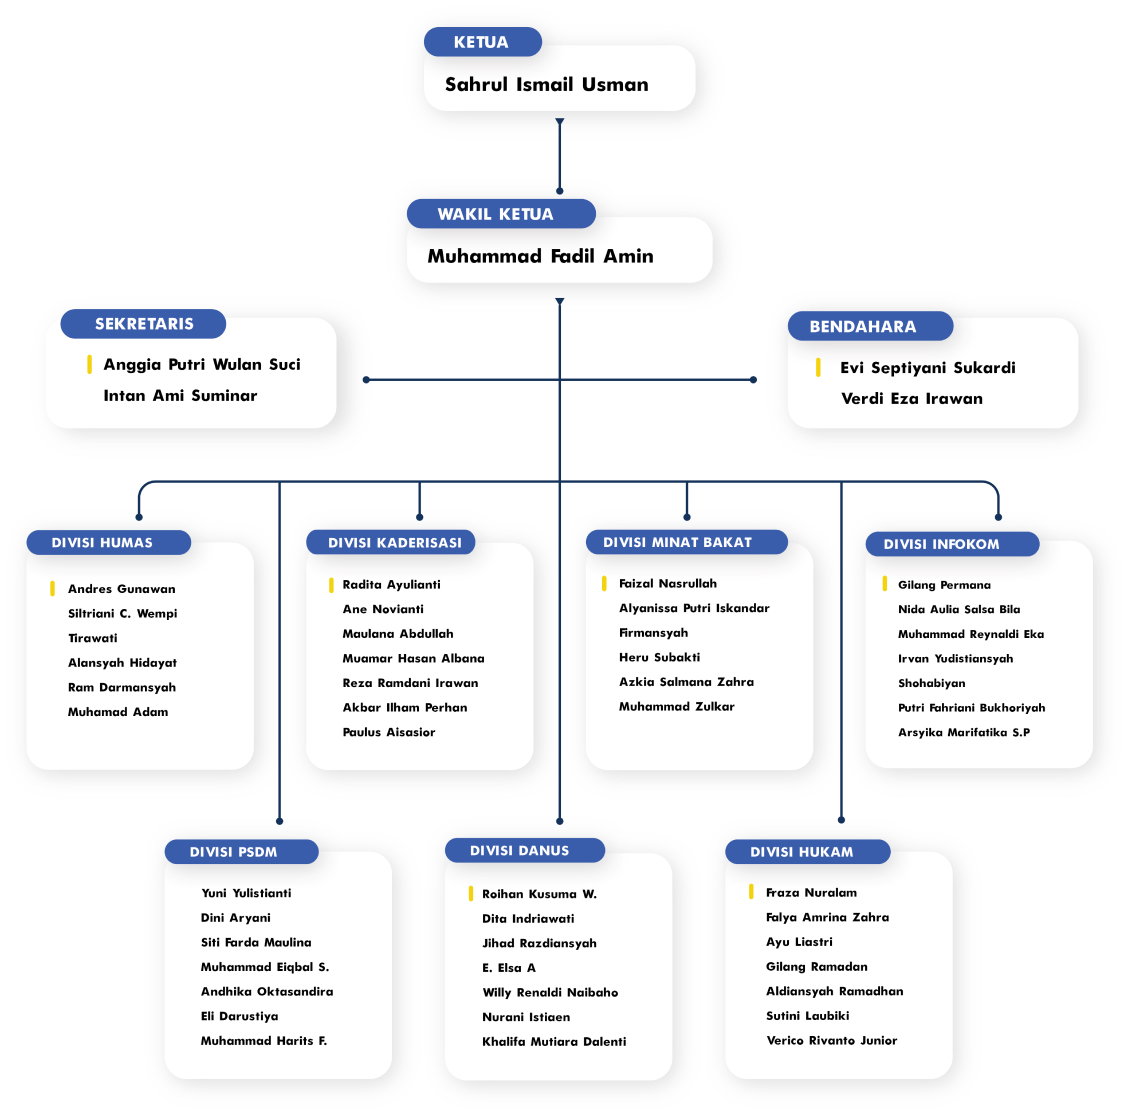 KETUA
Sahrul Ismail Usman
WAKIL KETUA
Muhammad Fadil Amin
SEKRETARIS
Anggia Putri Wulan Suci
Intan Ami Suminar
BENDAHARA
Evi Septiyani Sukardi
Verdi Eza Irawan
DIVISI HUMAS
Andres Gunawan
Siltriani C. Wempi
Tirawati
Alansyah Hidayat
Ram Darmansyah
Muhamad Adam
DIVISI KADERISASI
Radita Ayulianti
Ane Novianti
Maulana Abdullah
Muamar Hasan Albana
Reza Ramdani Irawan
Akbar Ilham Perhan
Paulus Aisasior
DIVISI MINAT BAKAT
Faizal Nasrullah
Alyanissa Putri Iskandar
Firmansyah
Heru Subakti
Azkia Salmana Zahra
Muhammad Zulkar
DIVISI INFOKOM
Gilang Permana
Nida Aulia Salsa Bila
Muhammad Reynaldi Eka
Irvan Yudistiansyah
Shohabiyan
Putri Fahriani Bukhoriyah
Arsyika Marifatika S.P
DIVISI PSDM
Yuni Yulistianti
Dini Aryani
Siti Farda Maulina
Muhammad Eiqbal S.
Andhika Oktasandira
Eli Darustiya
Muhammad Harits F.
DIVISI DANUS
Roihan Kusuma W.
Dita Indriawati
Jihad Razdiansyah
E. Elsa A
Willy Renaldi Naibaho
Nurani Istiaen
Khalifa Mutiara Dalenti
DIVISI HUKAM
Fraza Nuralam
Falya Amrina Zahra
Ayu Liastri
Gilang Ramadan
Aldiansyah Ramadhan
Sutini Laubiki
Verico Rivanto Junior